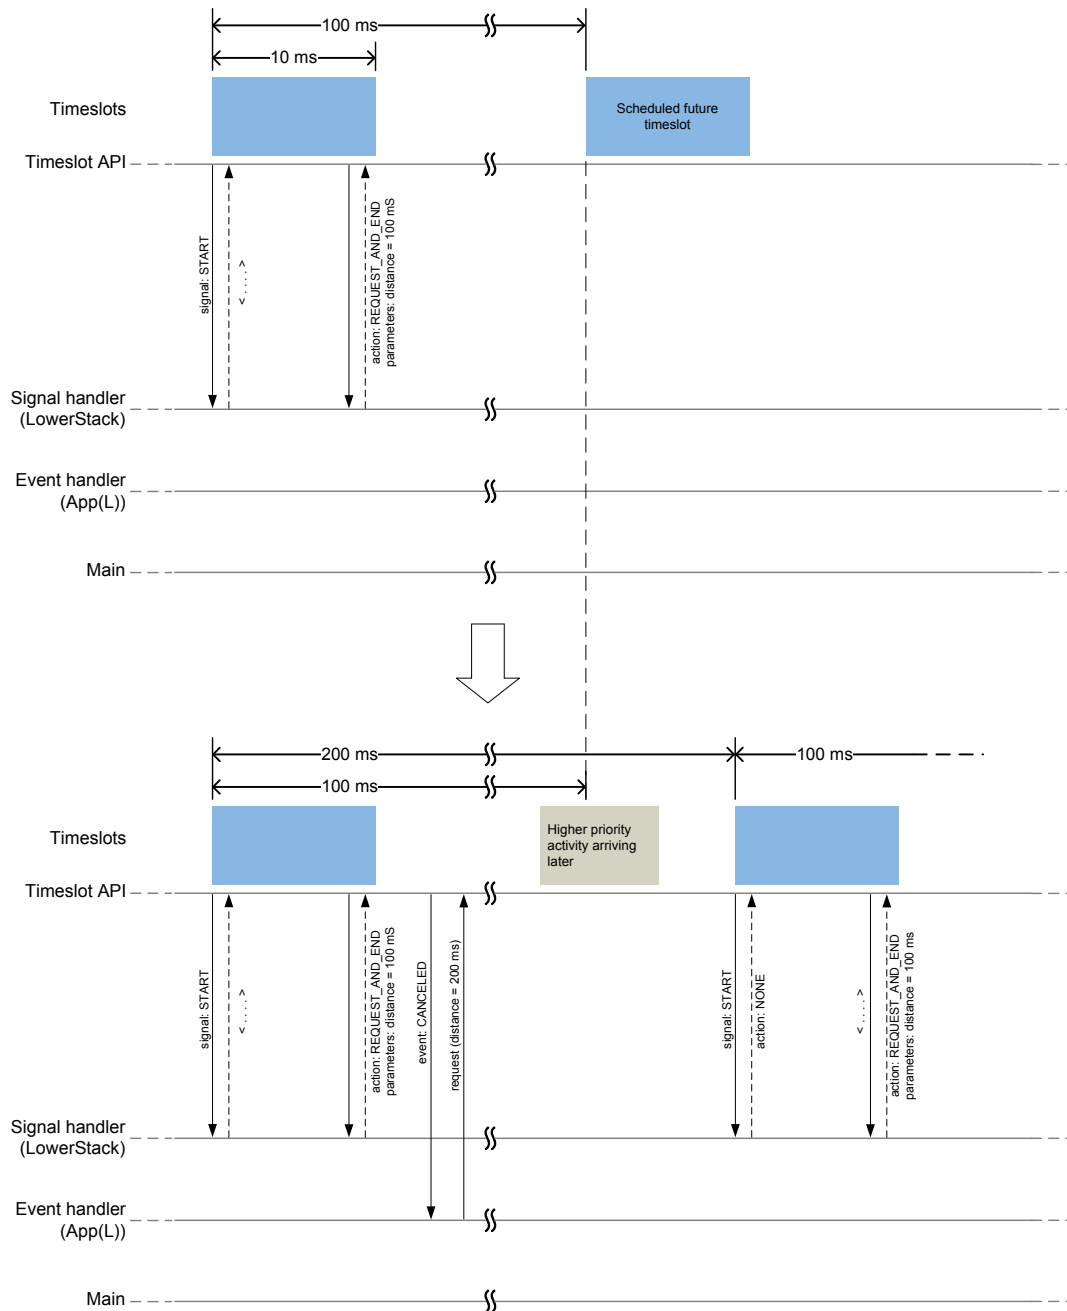 100 ms
10 ms
Timeslots
Scheduled future
timeslot
Timeslot API
signal: START
< . . . . >
action: REQUEST_AND_END
parameters: distance = 100 mS
Signal handler
(LowerStack)
Event handler
(App(L))
Main
200 ms
100 ms
100 ms
Timeslots
Higher priority
activity arriving
later
Timeslot API
signal: START
< . . . . >
action: REQUEST_AND_END
parameters: distance = 100 mS
event: CANCELED
request (distance = 200 ms)
signal: START
action: NONE
< . . . . >
action: REQUEST_AND_END
parameters: distance = 100 ms
Signal handler
(LowerStack)
Event handler
(App(L))
Main